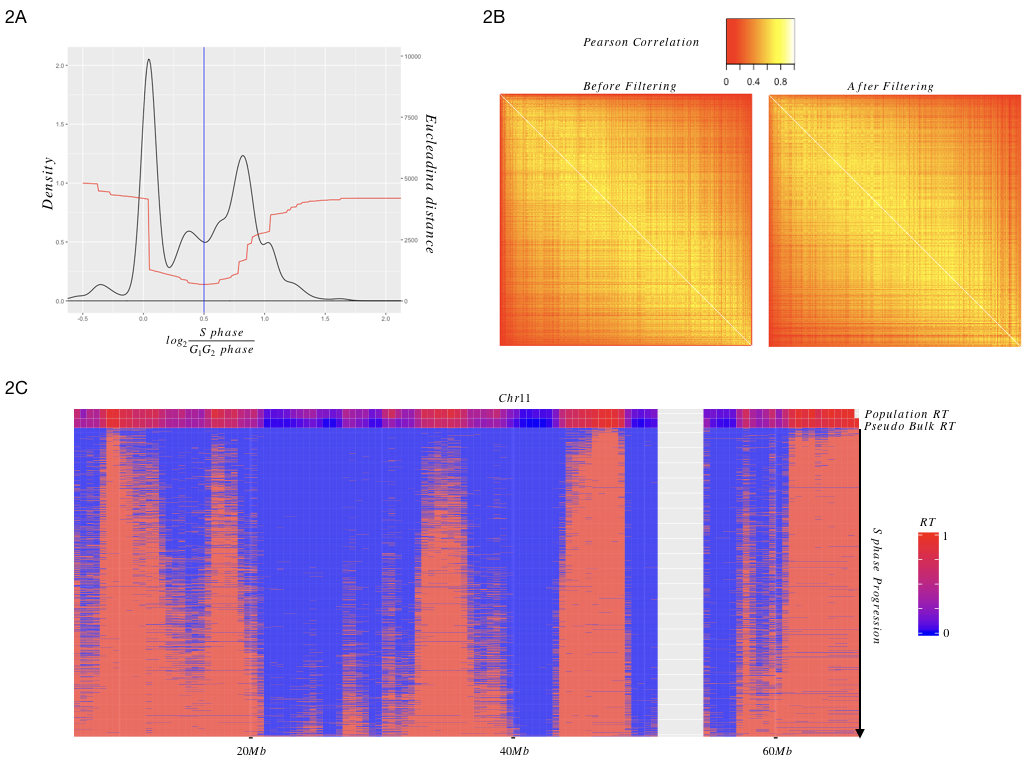 2A
2.0
1.5
1.0
0.5
0.0
Density
10000
7500
5000
2500
0
Eucleadina distance
-0.5 0.0 0.5 1.0 1.5 2.0
log2 S phase
G1G2 phase
2B
Pearson Correlation
0 0.4 0.8
Before Filtering
After Filtering
2C
Chr11
Population RT
Pseudo Bulk RT
S phase Progression
RT
1
0
20Mb 40Mb 60Mb